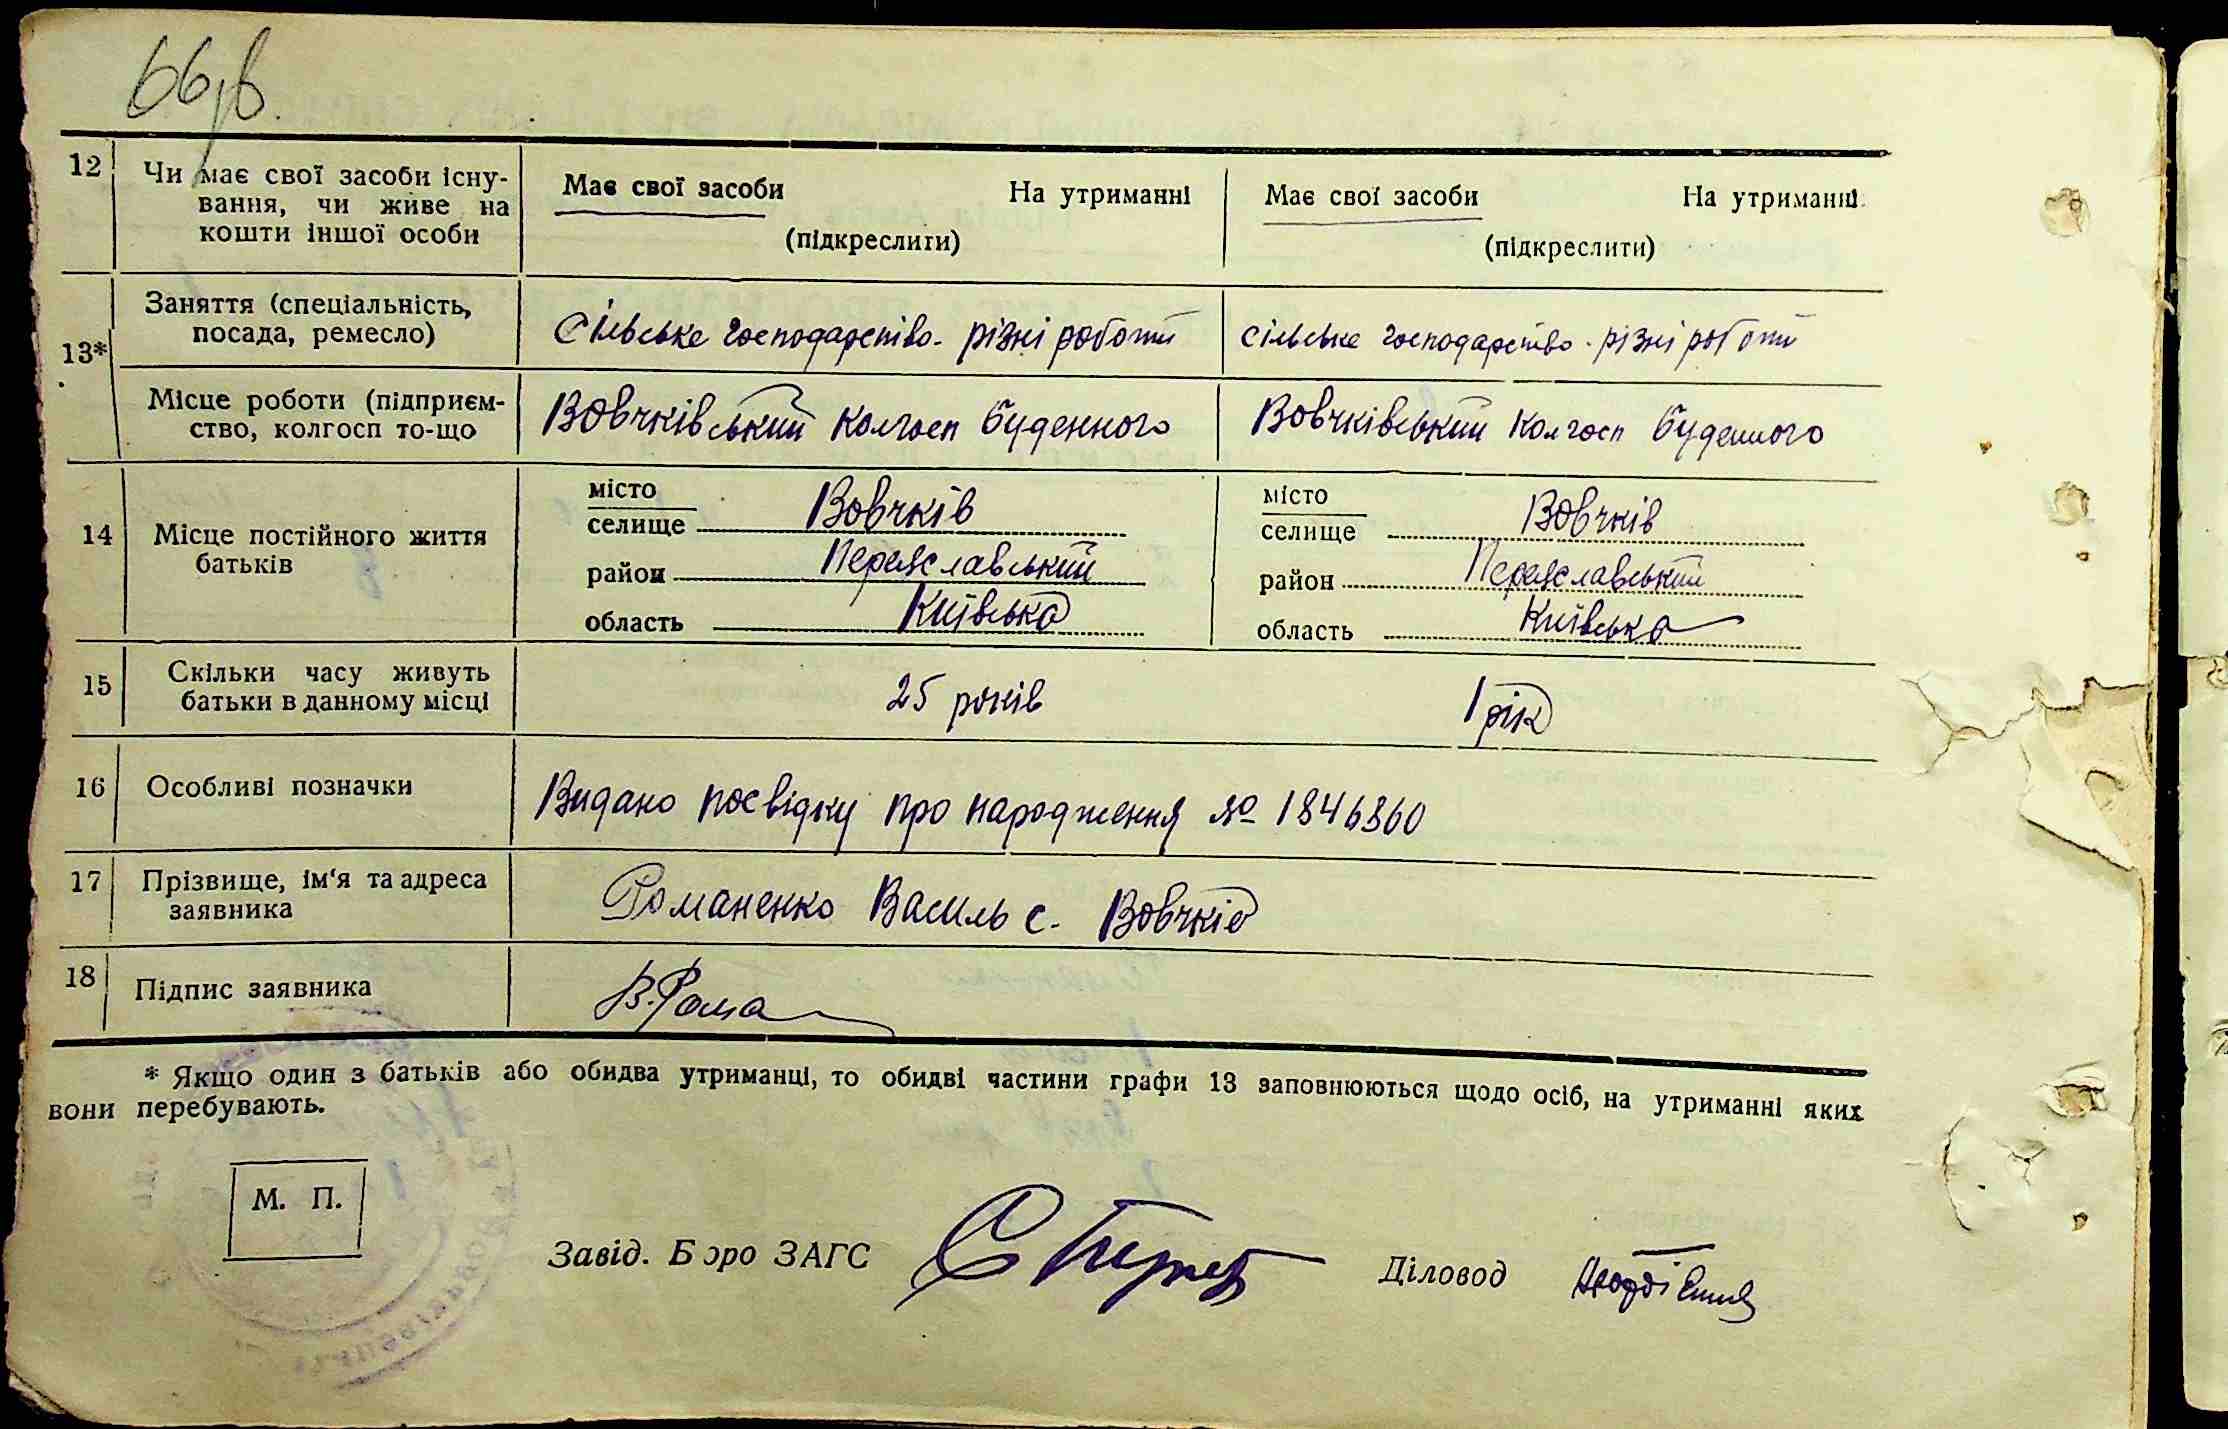 66 зв.
12 Чи має свої засоби існу-
вання, чи живе на
кошти іншої особи
Має свої засоби На утриманні
(підкреслити)
Має свої засоби На утриманні
(підкреслити)
13*
Заняття (спеціальність,
посада, ремесло)
Сільське господарство. різні роботи
сільське господарство. різні роботи
Місце роботи (підприєм-
ство, колгосп то-що
Вовчківський колгосп Буденного
Вовчківський колгосп Буденного
14 Місце постійного життя
батьків
місто
селище Вовчків
район Переяславський
область Київська
місто
селище Вовчків
район Переяславський
область Київська
15 Скільки часу живуть
батьки в данному місці
25 років
1 рік
16 Особливі позначки
Видано посвідку про народження № 1846860
17 Прізвище, ім'я та адреса
заявника
Романенко Василь с. Вовчків
18 Підпис заявника
В. Рома
* Якщо один з батьків або обидва утриманці, то обидві частини графи 13 заповнюються щодо осіб, на утриманні яких
вони перебувають.
М. П.
Завід. Бюро ЗАГС
Діловод